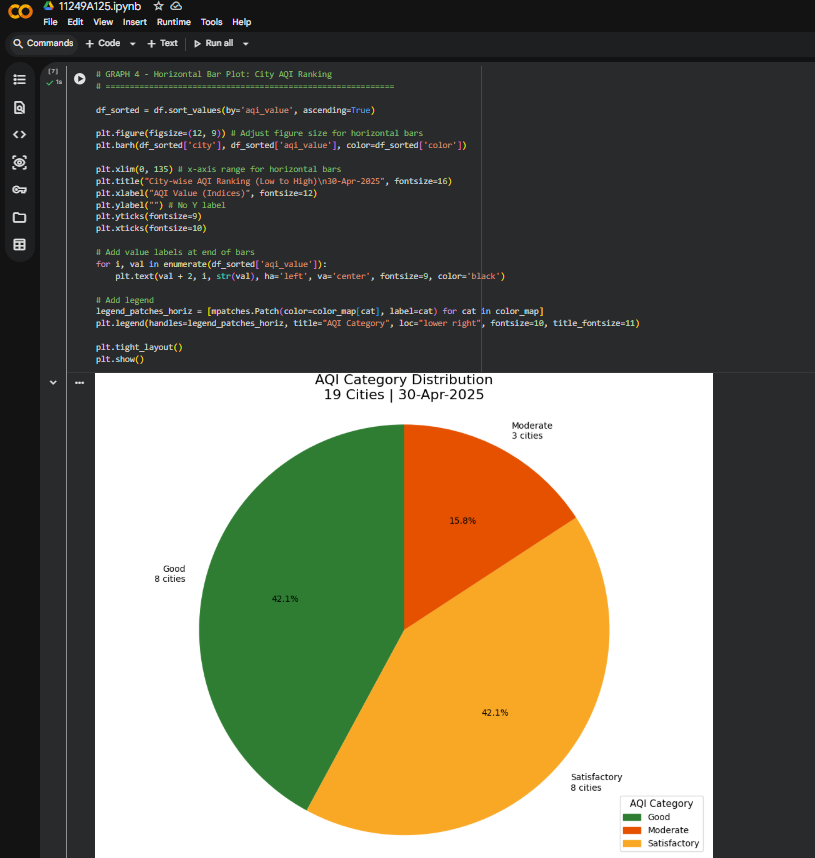 11249A125.ipynb
File Edit View Insert Runtime Tools Help
Commands + Code + Text Run all
[7]
1s
# GRAPH 4 - Horizontal Bar Plot: City AQI Ranking
# ============================================================
df_sorted = df.sort_values(by='aqi_value', ascending=True)
plt.figure(figsize=(12, 9)) # Adjust figure size for horizontal bars
plt.barh(df_sorted['city'], df_sorted['aqi_value'], color=df_sorted['color'])
plt.xlim(0, 135) # x-axis range for horizontal bars
plt.title("City-wise AQI Ranking (Low to High)\n30-Apr-2025", fontsize=16)
plt.xlabel("AQI Value (Indices)", fontsize=12)
plt.ylabel("") # No Y label
plt.yticks(fontsize=9)
plt.xticks(fontsize=10)
# Add value labels at end of bars
for i, val in enumerate(df_sorted['aqi_value']):
    plt.text(val + 2, i, str(val), ha='left', va='center', fontsize=9, color='black')
# Add legend
legend_patches_horiz = [mpatches.Patch(color=color_map[cat], label=cat) for cat in color_map]
plt.legend(handles=legend_patches_horiz, title="AQI Category", loc="lower right", fontsize=10, title_fontsize=11)
plt.tight_layout()
plt.show()
AQI Category Distribution
19 Cities | 30-Apr-2025
Moderate
3 cities
15.8%
Good
8 cities
42.1%
42.1%
Satisfactory
8 cities
AQI Category
Good
Moderate
Satisfactory